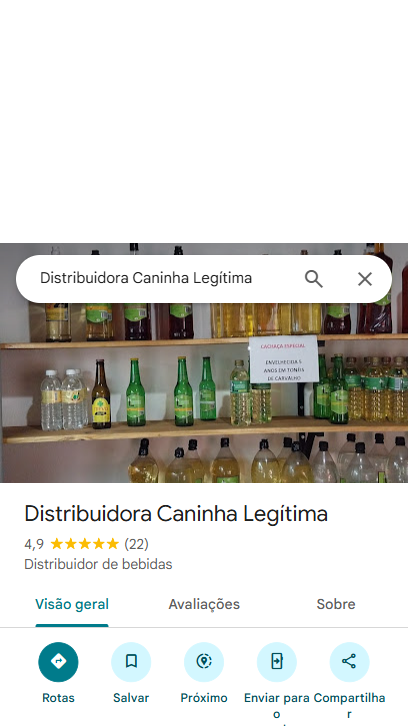 Distribuidora Caninha Legítima
CACHAÇA ESPECIAL
ENVELHECIDA 5
ANOS EM TONÉIS
DE CARVALHO
Distribuidora Caninha Legítima
4,9 (22)
Distribuidor de bebidas
Visão geral Avaliações Sobre
Rotas Salvar Próximo Enviar para o Compartilhar